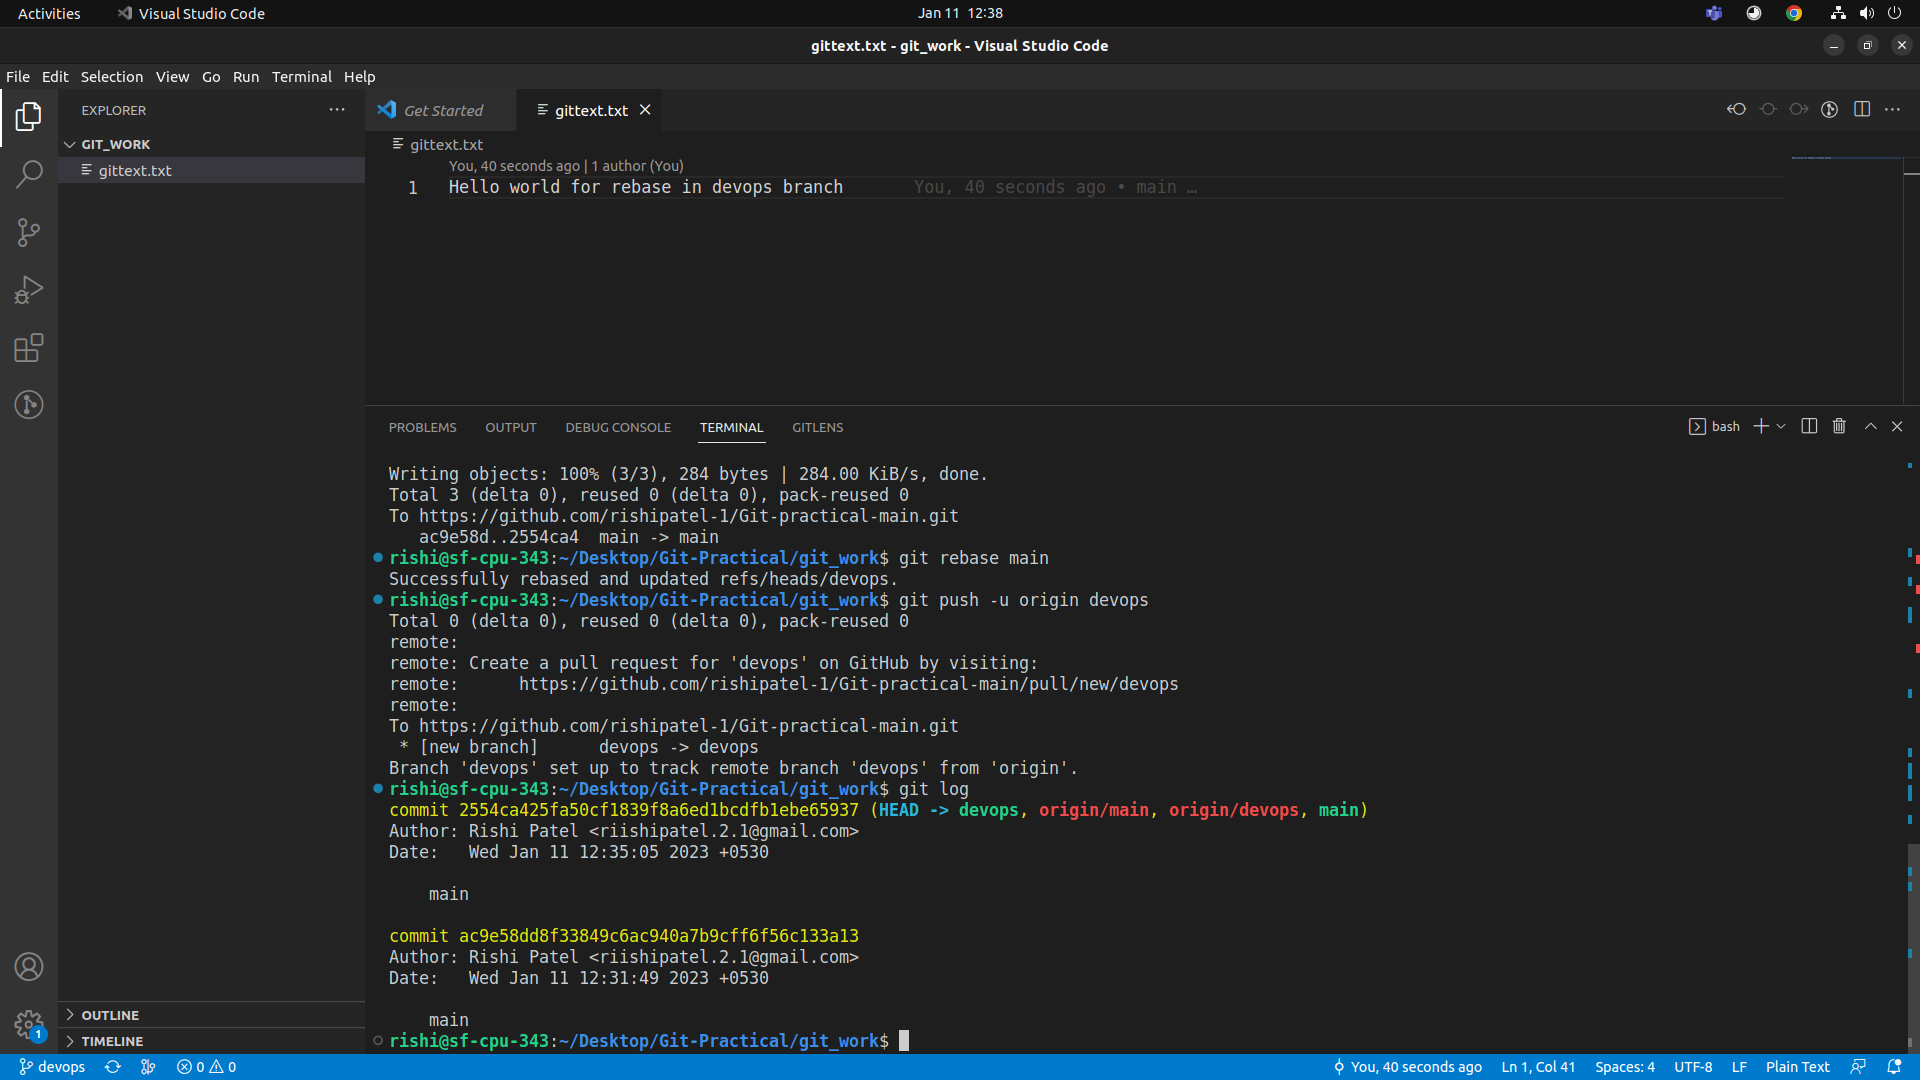 Activities Visual Studio Code Jan 11 12:38
gittext.txt - git_work - Visual Studio Code
File Edit Selection View Go Run Terminal Help
EXPLORER
GIT_WORK
gittext.txt
OUTLINE
TIMELINE
Get Started gittext.txt
gittext.txt
You, 40 seconds ago | 1 author (You)
1 Hello world for rebase in devops branch You, 40 seconds ago • main …
PROBLEMS OUTPUT DEBUG CONSOLE TERMINAL GITLENS bash
Writing objects: 100% (3/3), 284 bytes | 284.00 KiB/s, done.
Total 3 (delta 0), reused 0 (delta 0), pack-reused 0
To https://github.com/rishipatel-1/Git-practical-main.git
ac9e58d..2554ca4 main -> main
rishi@sf-cpu-343:~/Desktop/Git-Practical/git_work$ git rebase main
Successfully rebased and updated refs/heads/devops.
rishi@sf-cpu-343:~/Desktop/Git-Practical/git_work$ git push -u origin devops
Total 0 (delta 0), reused 0 (delta 0), pack-reused 0
remote:
remote: Create a pull request for 'devops' on GitHub by visiting:
remote: https://github.com/rishipatel-1/Git-practical-main/pull/new/devops
remote:
To https://github.com/rishipatel-1/Git-practical-main.git
* [new branch] devops -> devops
Branch 'devops' set up to track remote branch 'devops' from 'origin'.
rishi@sf-cpu-343:~/Desktop/Git-Practical/git_work$ git log
commit 2554ca425fa50cf1839f8a6ed1bcdfb1ebe65937 (HEAD -> devops, origin/main, origin/devops, main)
Author: Rishi Patel <riishipatel.2.1@gmail.com>
Date: Wed Jan 11 12:35:05 2023 +0530
main
commit ac9e58dd8f33849c6ac940a7b9cff6f56c133a13
Author: Rishi Patel <riishipatel.2.1@gmail.com>
Date: Wed Jan 11 12:31:49 2023 +0530
main
rishi@sf-cpu-343:~/Desktop/Git-Practical/git_work$
1
devops 0 0 You, 40 seconds ago Ln 1, Col 41 Spaces: 4 UTF-8 LF Plain Text